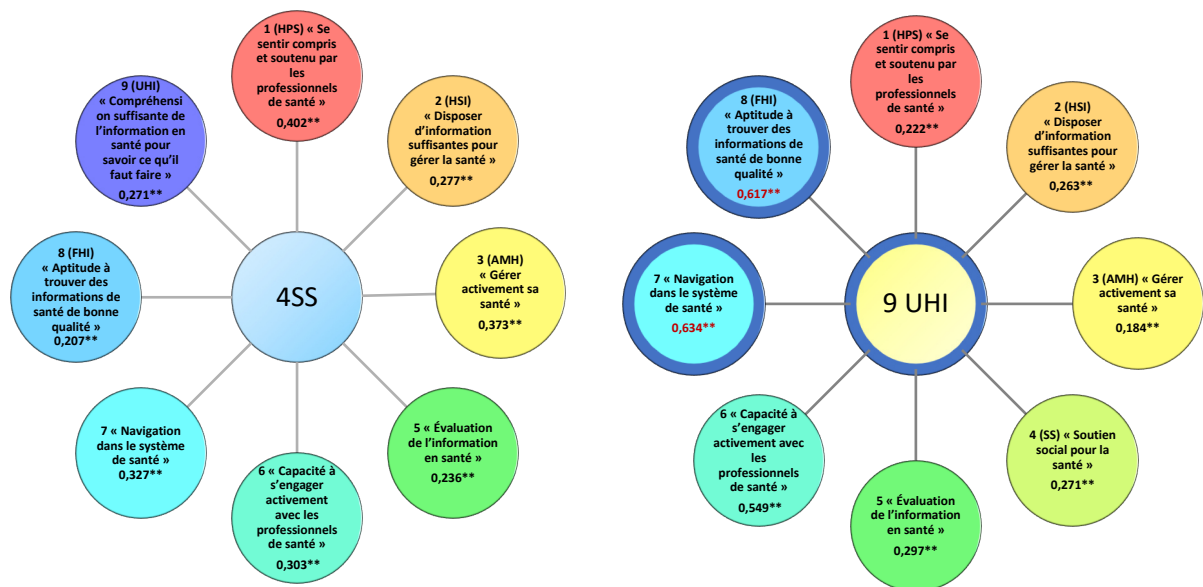 1 (HPS) « Se
sentir compris
et soutenu par
les
professionnels
de santé »
0,402**
2 (HSI)
« Disposer
d'information
suffisantes pour
gérer la santé »
0,277**
3 (AMH)
« Gérer
activement sa
santé »
0,373**
5 « Évaluation
de l'information
en santé »
0,236**
6 « Capacité à
s'engager
activement
avec les
professionnels
de santé »
0,303**
7 « Navigation
dans le système
de santé »
0,327**
8 (FHI)
« Aptitude à
trouver des
informations de
santé de bonne
qualité »
0,207**
9 (UHI)
« Compréhensi
on suffisante de
l'information en
santé pour
savoir ce qu'il
faut faire »
0,271**
4SS
1 (HPS) « Se
sentir compris et
soutenu par les
professionnels
de santé »
0,222**
2 (HSI)
« Disposer
d'information
suffisantes pour
gérer la santé »
0,263**
3 (AMH) « Gérer
activement sa
santé »
0,184**
4 (SS) « Soutien
social pour la
santé »
0,271**
5 « Évaluation
de l'information
en santé »
0,297**
6 « Capacité à
s'engager
activement avec
les
professionnels
de santé »
0,549**
7 « Navigation
dans le système
de santé »
0,634**
8 (FHI)
« Aptitude à
trouver des
informations de
santé de bonne
qualité »
0,617**
9 UHI